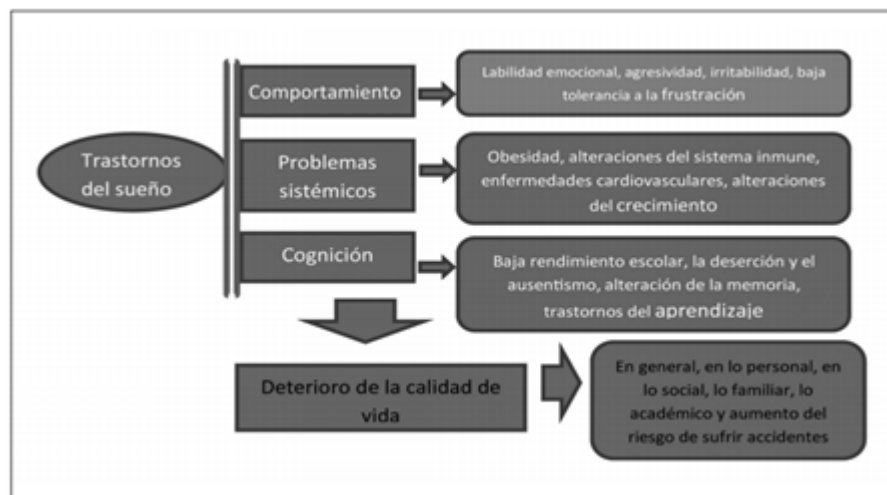 Trastornos
del sueño
Comportamiento
Labilidad emocional, agresividad, irritabilidad, baja
tolerancia a la frustración
Problemas
sistémicos
Obesidad, alteraciones del sistema inmune,
enfermedades cardiovasculares, alteraciones
del crecimiento
Cognición
Baja rendimiento escolar, la deserción y el
ausentismo, alteración de la memoria,
trastornos del aprendizaje
Deterioro de la calidad de
vida
En general, en lo personal, en
lo social, lo familiar, lo
académico y aumento del
riesgo de sufrir accidentes